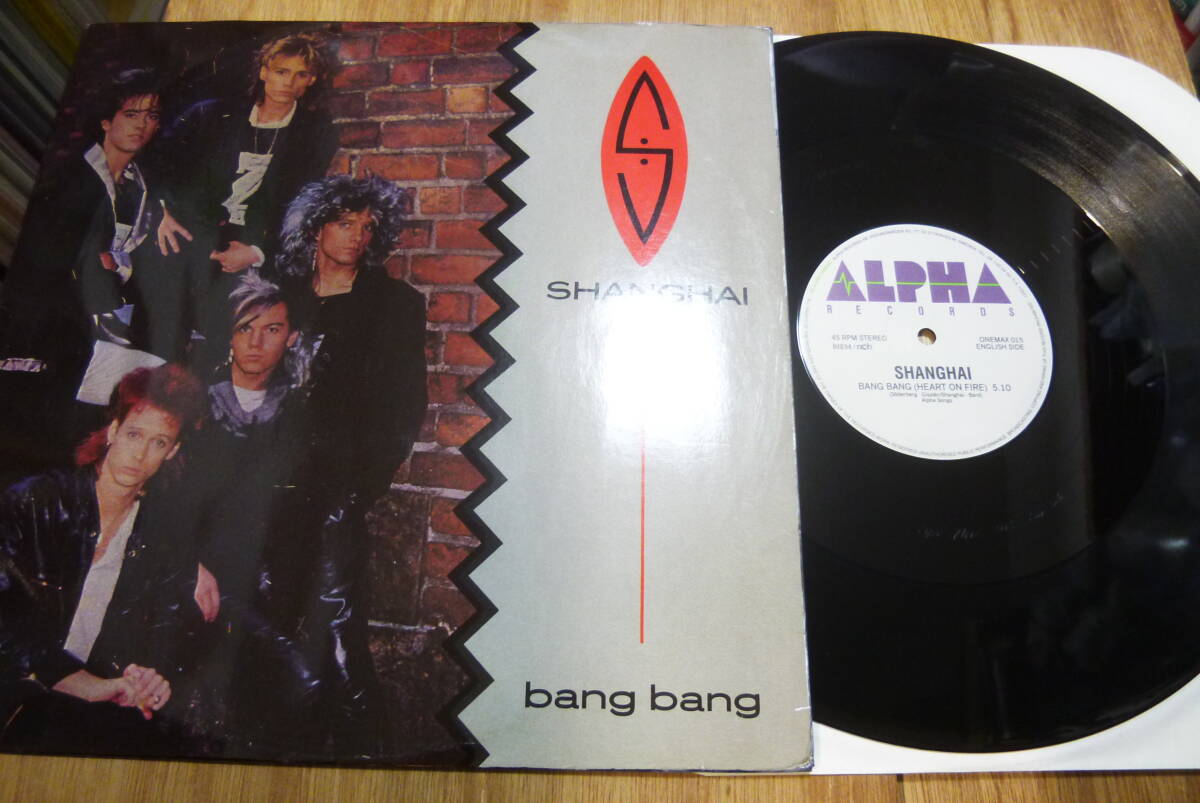 SHANGHAI
bang bang
ALPHA
RECORDS
45 RPM STEREO
ONEMAX 015
ENGLISH SIDE
SHANGHAI
BANG BANG (HEART ON FIRE) 5.10
Alpha Songs